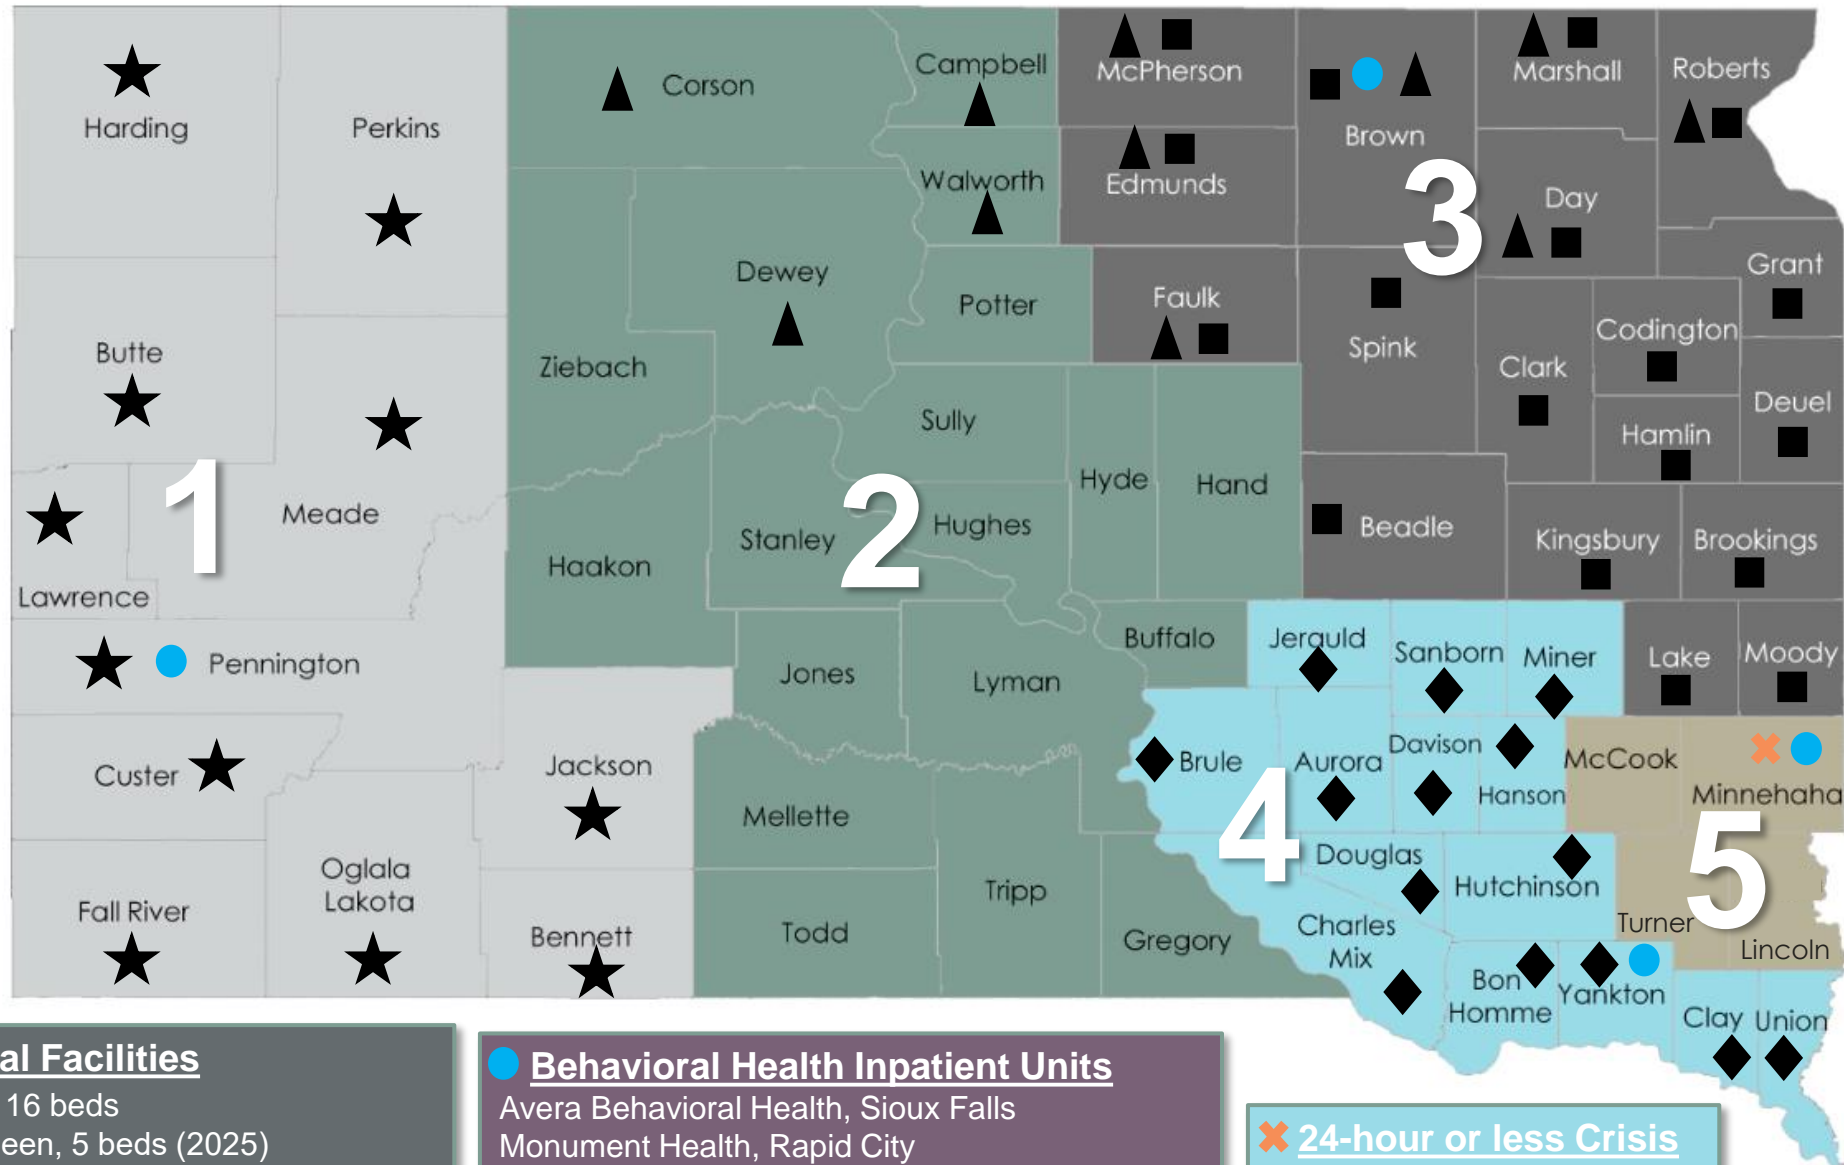 Harding
Perkins
Corson
Campbell
McPherson
Brown
Marshall
Roberts
Walworth
Edmunds
3
Day
Grant
Butte
Dewey
Potter
Faulk
Spink
Codington
Clark
Deuel
Ziebach
Hamlin
Sully
1
Meade
2
Hyde
Hand
Hughes
Stanley
Beadle
Kingsbury
Brookings
Haakon
Lawrence
Pennington
Jones
Lyman
Buffalo
Jerauld
Sanborn
Miner
Lake
Moody
Custer
Jackson
Brule
Aurora
Davison
Hanson
McCook
Minnehaha
4
5
Mellette
Oglala
Lakota
Fall River
Bennett
Todd
Tripp
Gregory
Douglas
Charles
Mix
Hutchinson
Turner
Lincoln
Bon
Homme
Yankton
Clay
Union
al Facilities
16 beds
een, 5 beds (2025)
Behavioral Health Inpatient Units
Avera Behavioral Health, Sioux Falls
Monument Health, Rapid City
24-hour or less Crisis